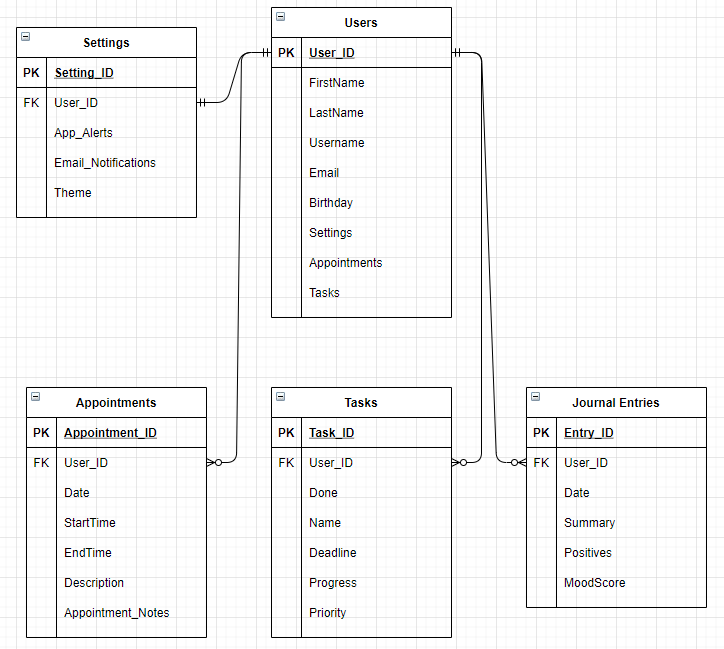 Settings
PK Setting_ID
FK User_ID
App_Alerts
Email_Notifications
Theme
Users
PK User_ID
FirstName
LastName
Username
Email
Birthday
Settings
Appointments
Tasks
Appointments
PK Appointment_ID
FK User_ID
Date
StartTime
EndTime
Description
Appointment_Notes
Tasks
PK Task_ID
FK User_ID
Done
Name
Deadline
Progress
Priority
Journal Entries
PK Entry_ID
FK User_ID
Date
Summary
Positives
MoodScore